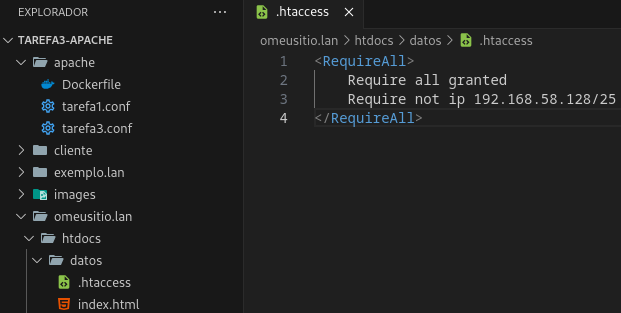 EXPLORADOR
TAREFA3-APACHE
apache
Dockerfile
tarefa1.conf
tarefa3.conf
cliente
exemplo.lan
images
omeusitio.lan
htdocs
datos
.htaccess
index.html
.htaccess
omeusitio.lan > htdocs > datos > .htaccess
1 <RequireAll>
2 Require all granted
3 Require not ip 192.168.58.128/25
4 </RequireAll>